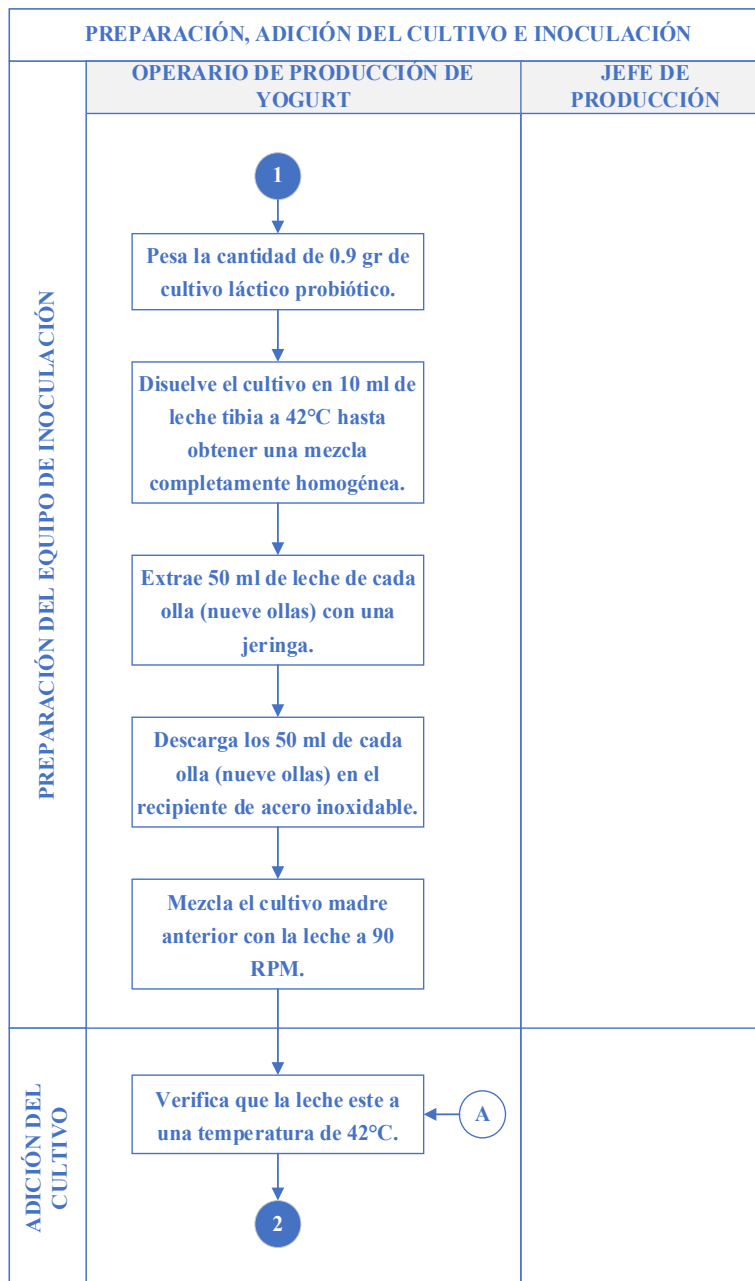 PREPARACIÓN, ADICIÓN DEL CULTIVO E INOCULACIÓN
OPERARIO DE PRODUCCIÓN DE
YOGURT
JEFE DE
PRODUCCIÓN
PREPARACIÓN DEL EQUIPO DE INOCULACIÓN
1
Pesa la cantidad de 0.9 gr de
cultivo láctico probiótico.
Disuelve el cultivo en 10 ml de
leche tibia a 42°C hasta
obtener una mezcla
completamente homogénea.
Extrae 50 ml de leche de cada
olla (nueve ollas) con una
jeringa.
Descarga los 50 ml de cada
olla (nueve ollas) en el
recipiente de acero inoxidable.
Mezcla el cultivo madre
anterior con la leche a 90
RPM.
ADICIÓN DEL
CULTIVO
Verifica que la leche este a
una temperatura de 42°C.
A
2